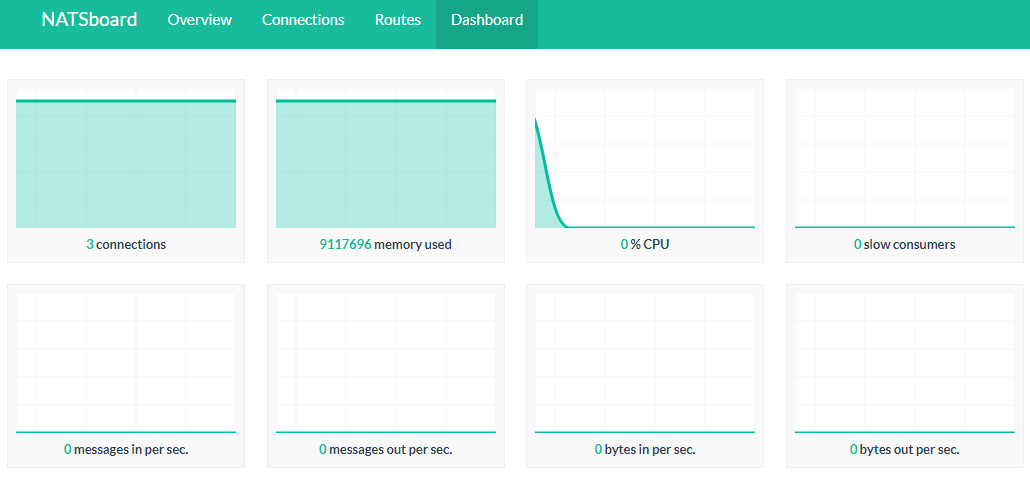 NATSboard Overview Connections Routes Dashboard
3 connections
9117696 memory used
0 % CPU
0 slow consumers
0 messages in per sec.
0 messages out per sec.
0 bytes in per sec.
0 bytes out per sec.